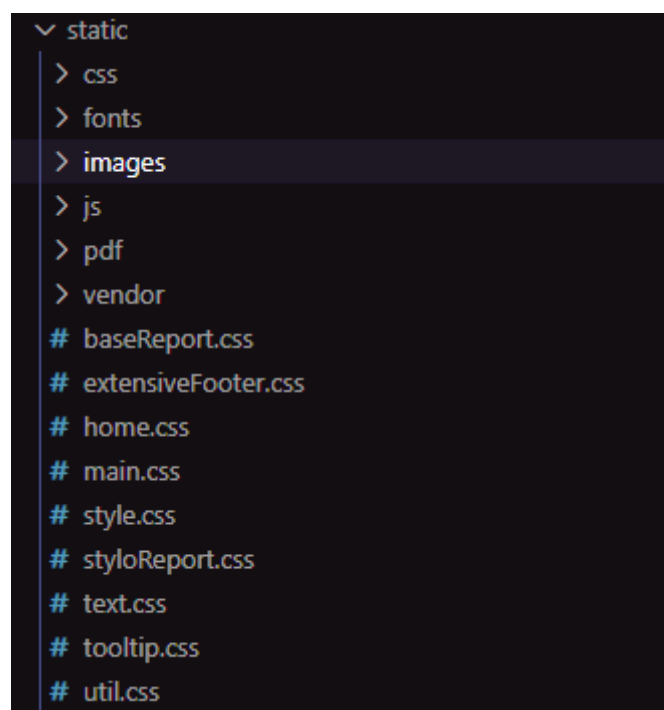 static
css
fonts
images
js
pdf
vendor
# baseReport.css
# extensiveFooter.css
# home.css
# main.css
# style.css
# styloReport.css
# text.css
# tooltip.css
# util.css